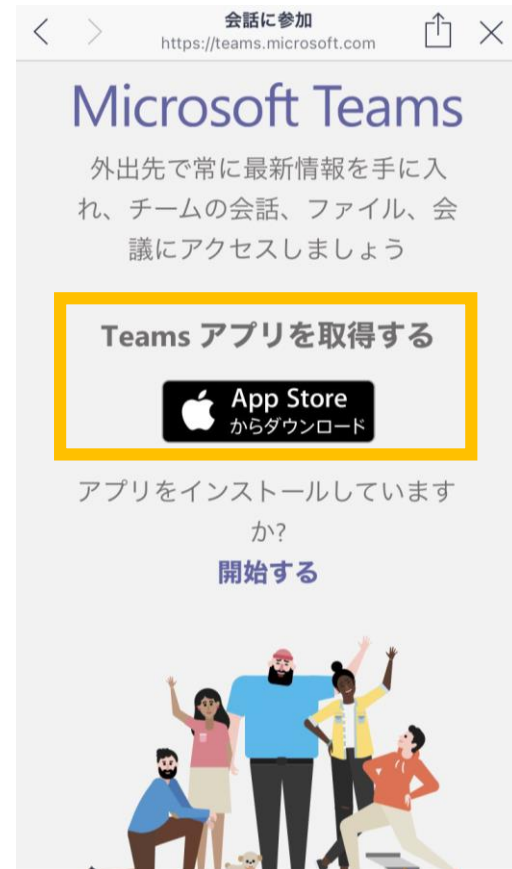 会話に参加
https://teams.microsoft.com
Microsoft Teams
外出先で常に最新情報を手に入
れ、チームの会話、ファイル、会
議にアクセスしましょう
Teams アプリを取得する
App Store
からダウンロード
アプリをインストールしています
か?
開始する